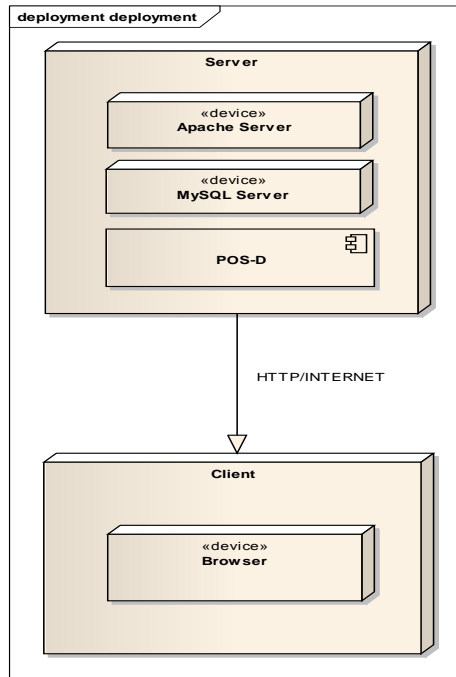 deployment deployment
Server
«device»
Apache Server
«device»
MySQL Server
POS-D
HTTP/INTERNET
Client
«device»
Browser